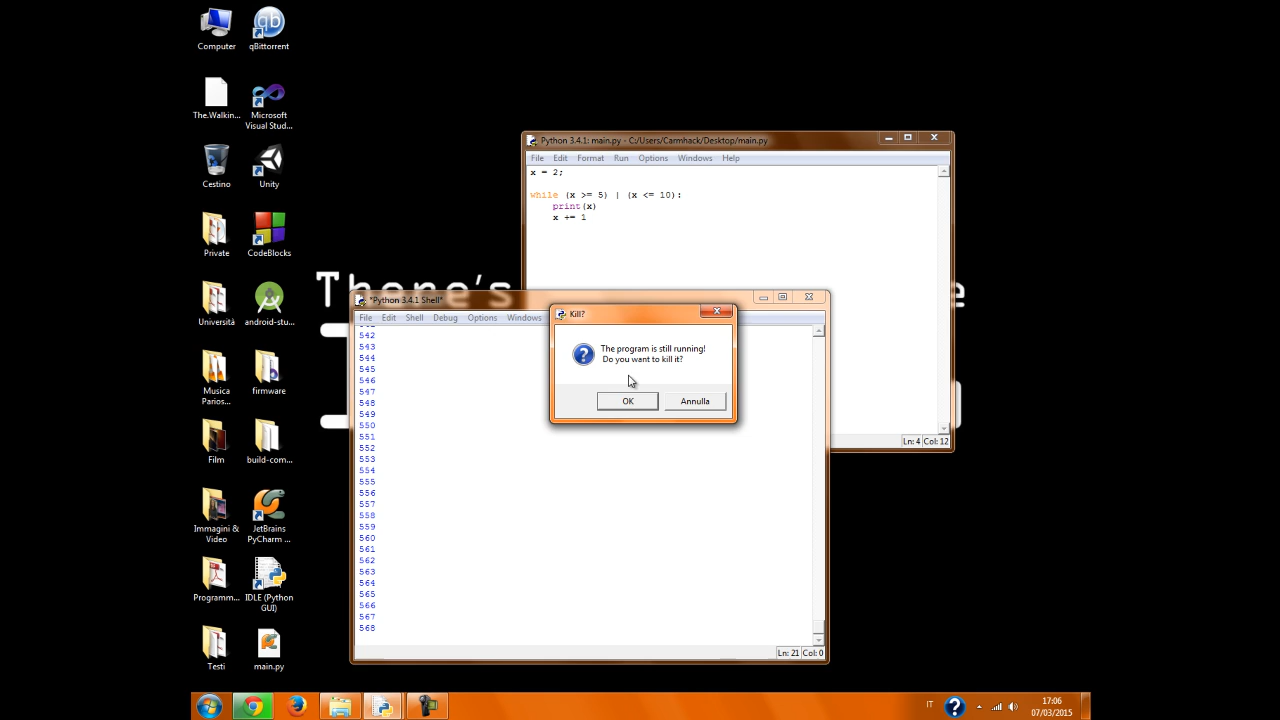 Computer
qBittorrent
The.Walkin...
Microsoft
Visual Stud...
Cestino
Unity
Private
CodeBlocks
Università
android-stu...
Musica
Parios...
firmware
Film
build-com...
Immagini &
Video
JetBrains
PyCharm ...
Programm...
IDLE (Python
GUI)
Testi
main.py
Python 3.4.1: main.py - C:/Users/Carmhack/Desktop/main.py
File Edit Format Run Options Windows Help
x = 2;
while (x >= 5) | (x <= 10):
print(x)
x += 1
Ln: 4 Col: 12
*Python 3.4.1 Shell*
File Edit Shell Debug Options Windows
542
543
544
545
546
547
548
549
550
551
552
553
554
555
556
557
558
559
560
561
562
563
564
565
566
567
568
Ln: 21 Col: 0
Kill?
The program is still running!
Do you want to kill it?
OK Annulla
IT
17:06
07/03/2015